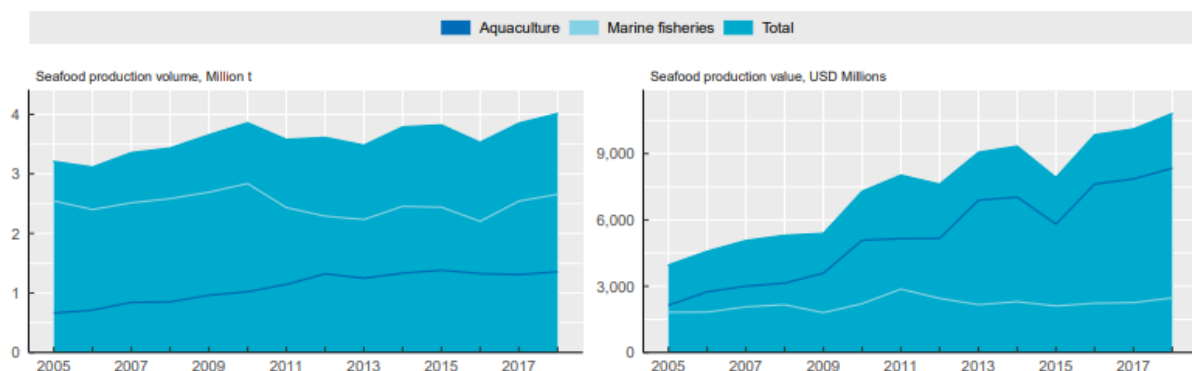 Aquaculture Marine fisheries Total
Seafood production volume, Million t
4
3
2
1
0
2005 2007 2009 2011 2013 2015 2017
Seafood production value, USD Millions
9,000
6,000
3,000
0
2005 2007 2009 2011 2013 2015 2017